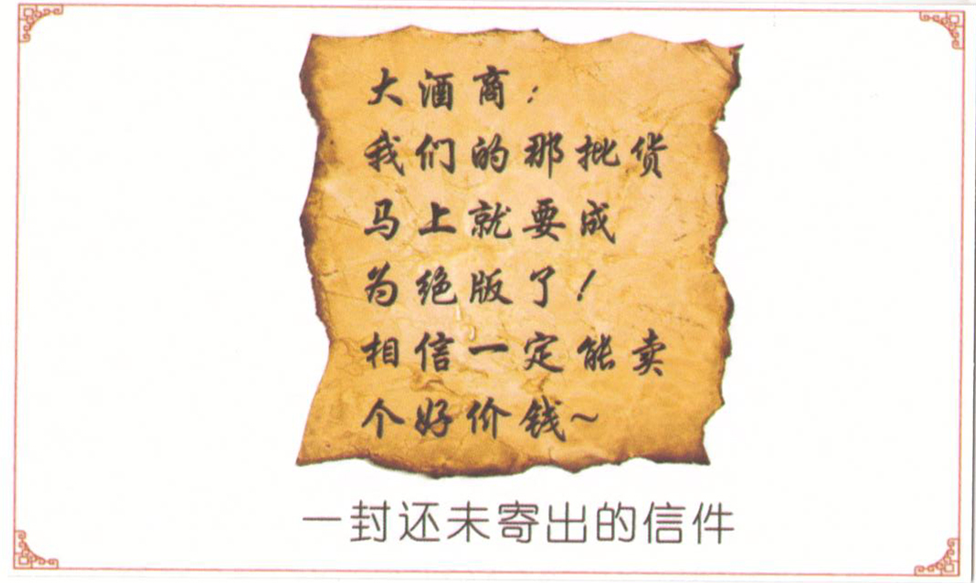 大酒商：
我们的那批货
马上就要成
为绝版了！
相信一定能卖
个好价钱~
一封还未寄出的信件